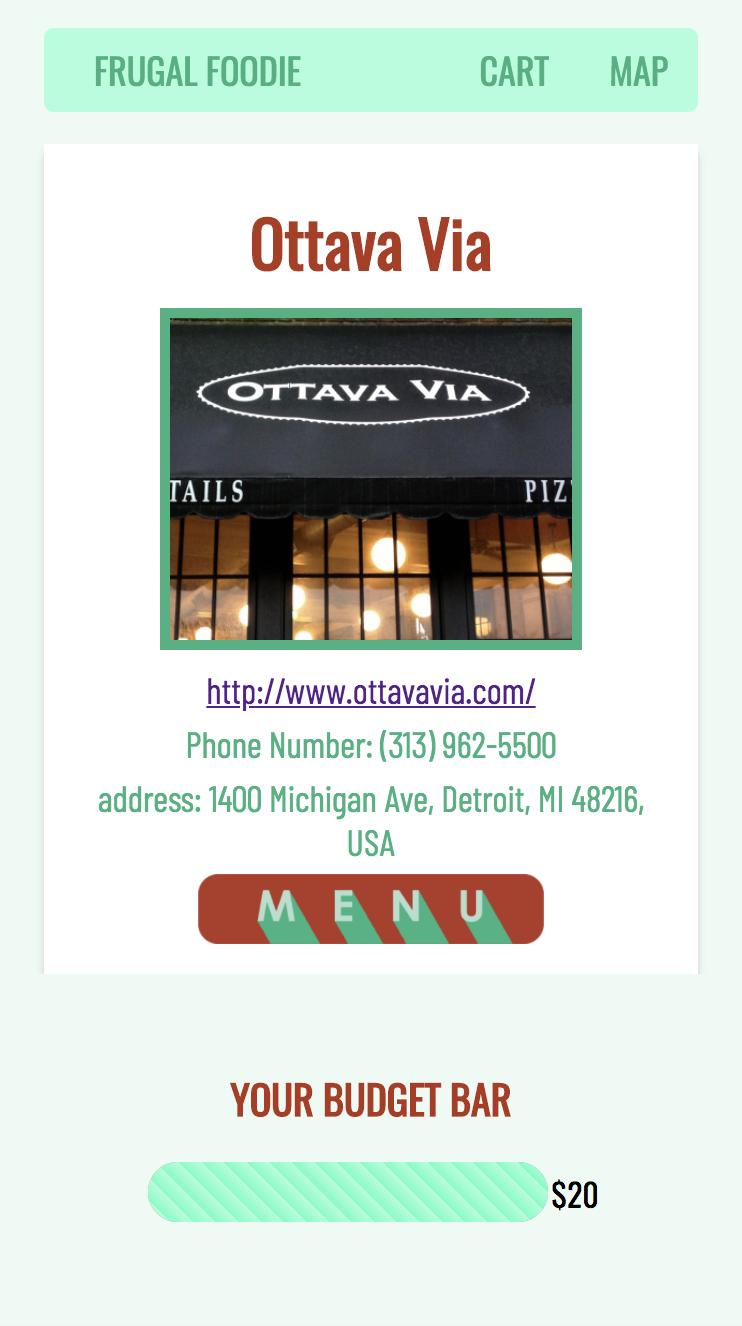 FRUGAL FOODIE CART MAP
Ottava Via
OTTAVA VIA
TAILS PIZ
http://www.ottavavia.com/
Phone Number: (313) 962-5500
address: 1400 Michigan Ave, Detroit, MI 48216,
USA
MENU
YOUR BUDGET BAR
$20